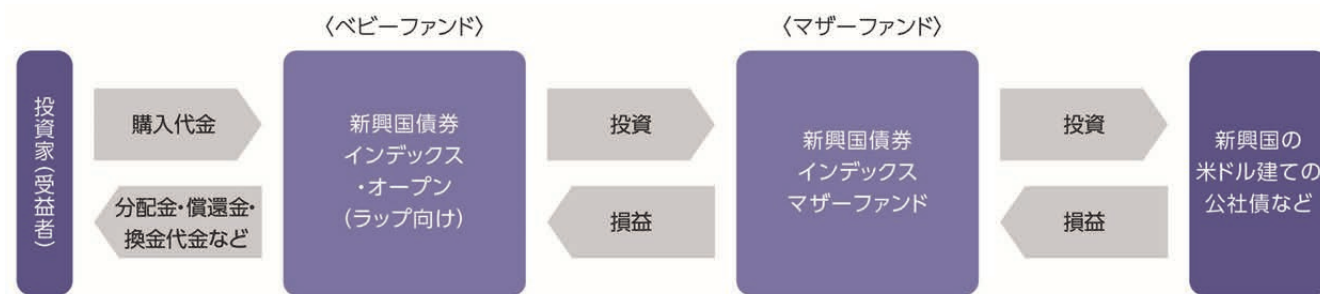 〈ベビーファンド〉
〈マザーファンド〉
投資家(受益者)
購入代金
分配金・償還金・
換金代金など
新興国債券
インデックス
・オープン
(ラップ向け)
投資
損益
新興国債券
インデックス
マザーファンド
投資
損益
新興国の
米ドル建ての
公社債など